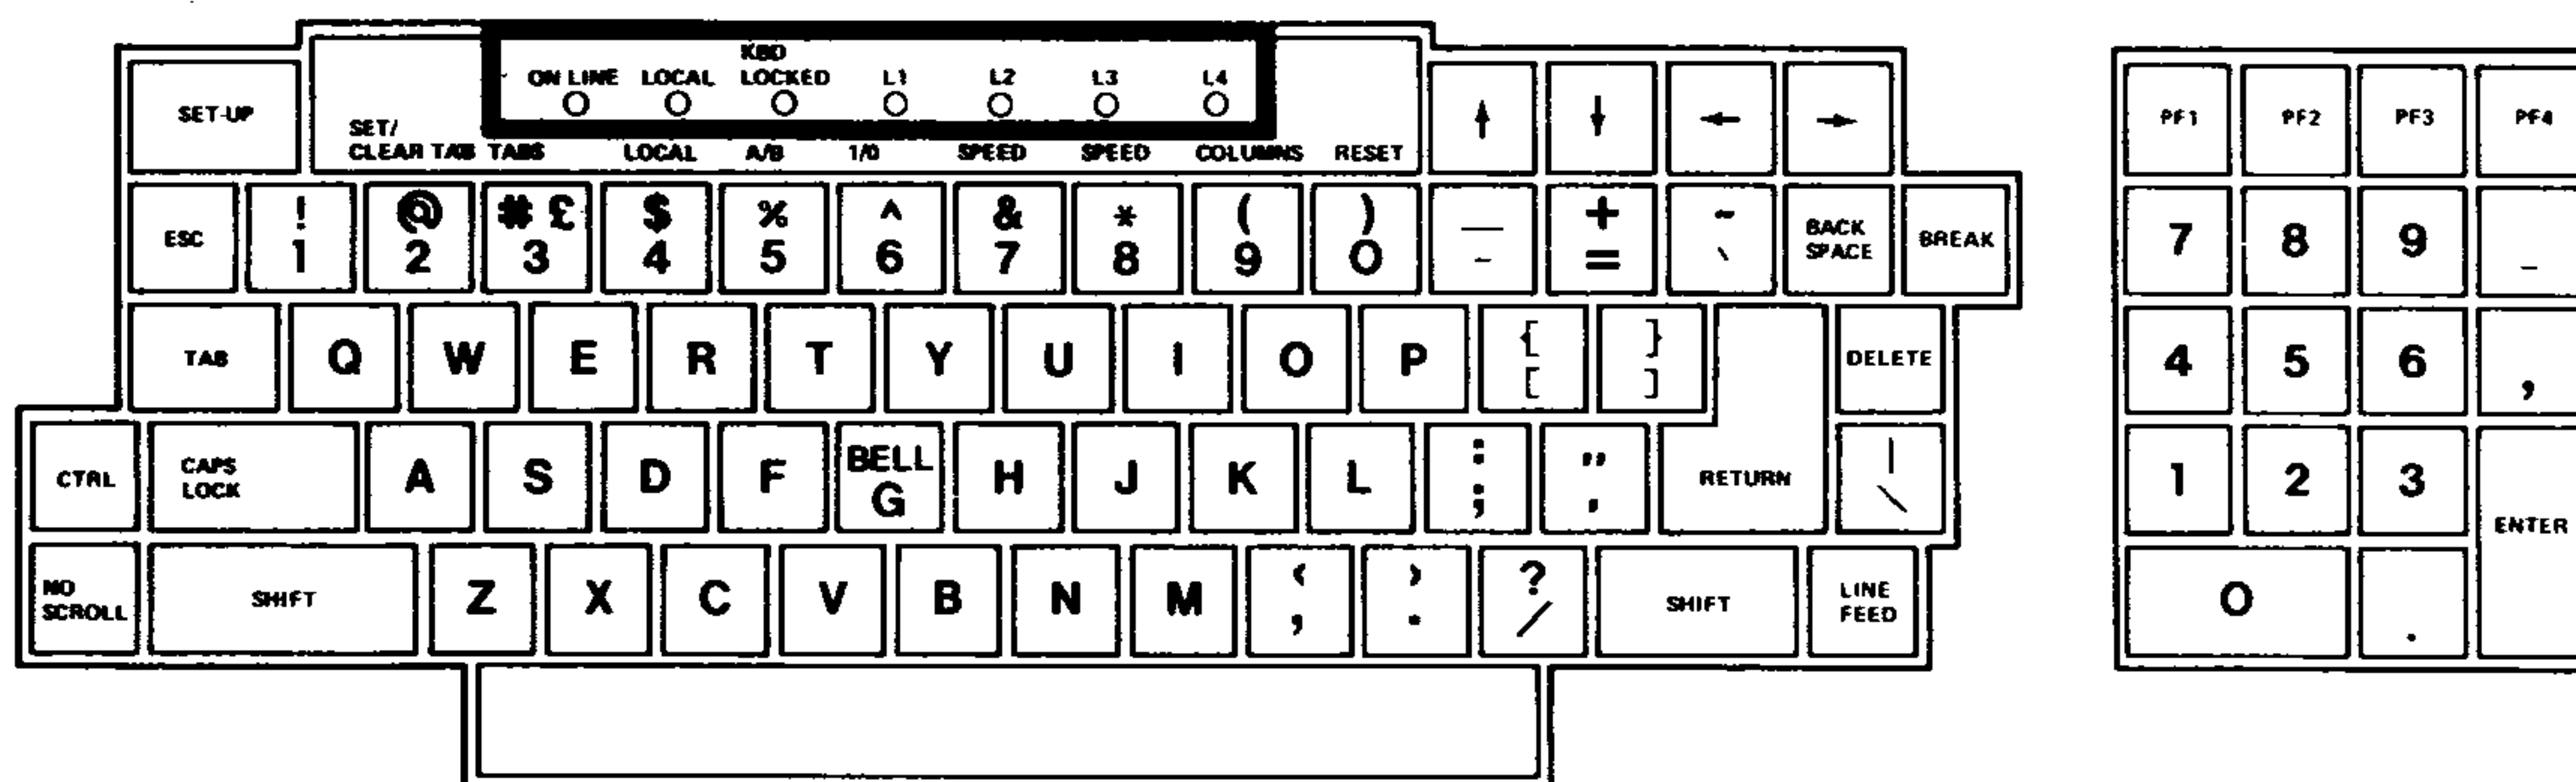 KBD
ON LINE LOCAL LOCKED L1 L2 L3 L4
SET-UP ↑ ↓ ← → PF1 PF2 PF3 PF4
SET/
CLEAR TAB TABS LOCAL A/B 1/0 SPEED SPEED COLUMNS RESET
! @ # £ $ % ^ & * ( ) — + ~ BACK
ESC 1 2 3 4 5 6 7 8 9 0 - = ` SPACE BREAK 7 8 9 -
{ }
TAB Q W E R T Y U I O P [ ] DELETE 4 5 6 ,
CAPS BELL : " |
CTRL LOCK A S D F G H J K L ; ' RETURN \ 1 2 3
ENTER
NO < > ? LINE
SCROLL SHIFT Z X C V B N M , . / SHIFT FEED 0 .